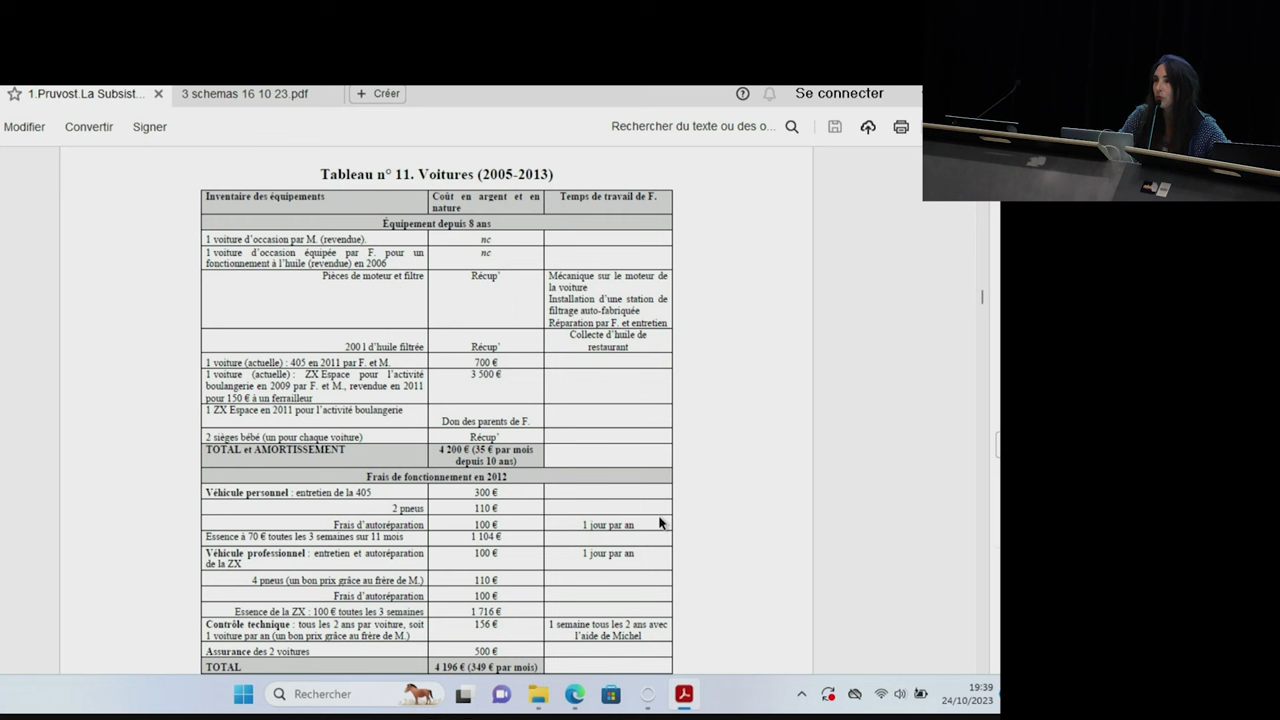 1.Pruvost.La Subsist... 3 schemas 16 10 23.pdf Créer Se connecter
Modifier Convertir Signer Rechercher du texte ou des o...
Tableau n° 11. Voitures (2005-2013)
Inventaire des équipements Coût en argent et en Temps de travail de F.
nature
Équipement depuis 8 ans
1 voiture d'occasion par M. (revendue). nc
1 voiture d'occasion équipée par F. pour un nc
fonctionnement à l'huile (revendu) en 2006
Pièces de moteur et filtre Récup' Mécanique sur le moteur de
la voiture
Installation d'une station de
filtrage auto-fabriquée
Réparation par F. et entretien
Collecte d'huile de
200 l d'huile filtrée Récup' restaurant
1 voiture (actuelle) : 405 en 2011 par F. et M. 700 €
1 voiture (actuelle) : ZX Espace pour l'activité 3 500 €
boulangerie en 2009 par F. et M., revendue en 2011
pour 150 € à un ferrailleur
1 ZX Espace en 2011 pour l'activité boulangerie
Don des parents de F.
2 sièges bébé (un pour chaque voiture) Récup'
TOTAL et AMORTISSEMENT 4 200 € (35 € par mois
depuis 10 ans)
Frais de fonctionnement en 2012
Véhicule personnel : entretien de la 405 300 €
2 pneus 110 €
Frais d'autoréparation 100 € 1 jour par an
Essence à 70 € toutes les 3 semaines sur 11 mois 1 104 €
Véhicule professionnel : entretien et autoréparation 100 € 1 jour par an
de la ZX
4 pneus (un bon prix grâce au frère de M.) 110 €
Frais d'autoréparation 100 €
Essence de la ZX : 100 € toutes les 3 semaines 1 716 €
Contrôle technique : tous les 2 ans par voiture, soit 156 € 1 semaine tous les 2 ans avec
1 voiture par an (un bon prix grâce au frère de M.) l'aide de Michel
Assurance des 2 voitures 500 €
TOTAL 4 196 € (349 € par mois)
Rechercher 19:39
24/10/2023